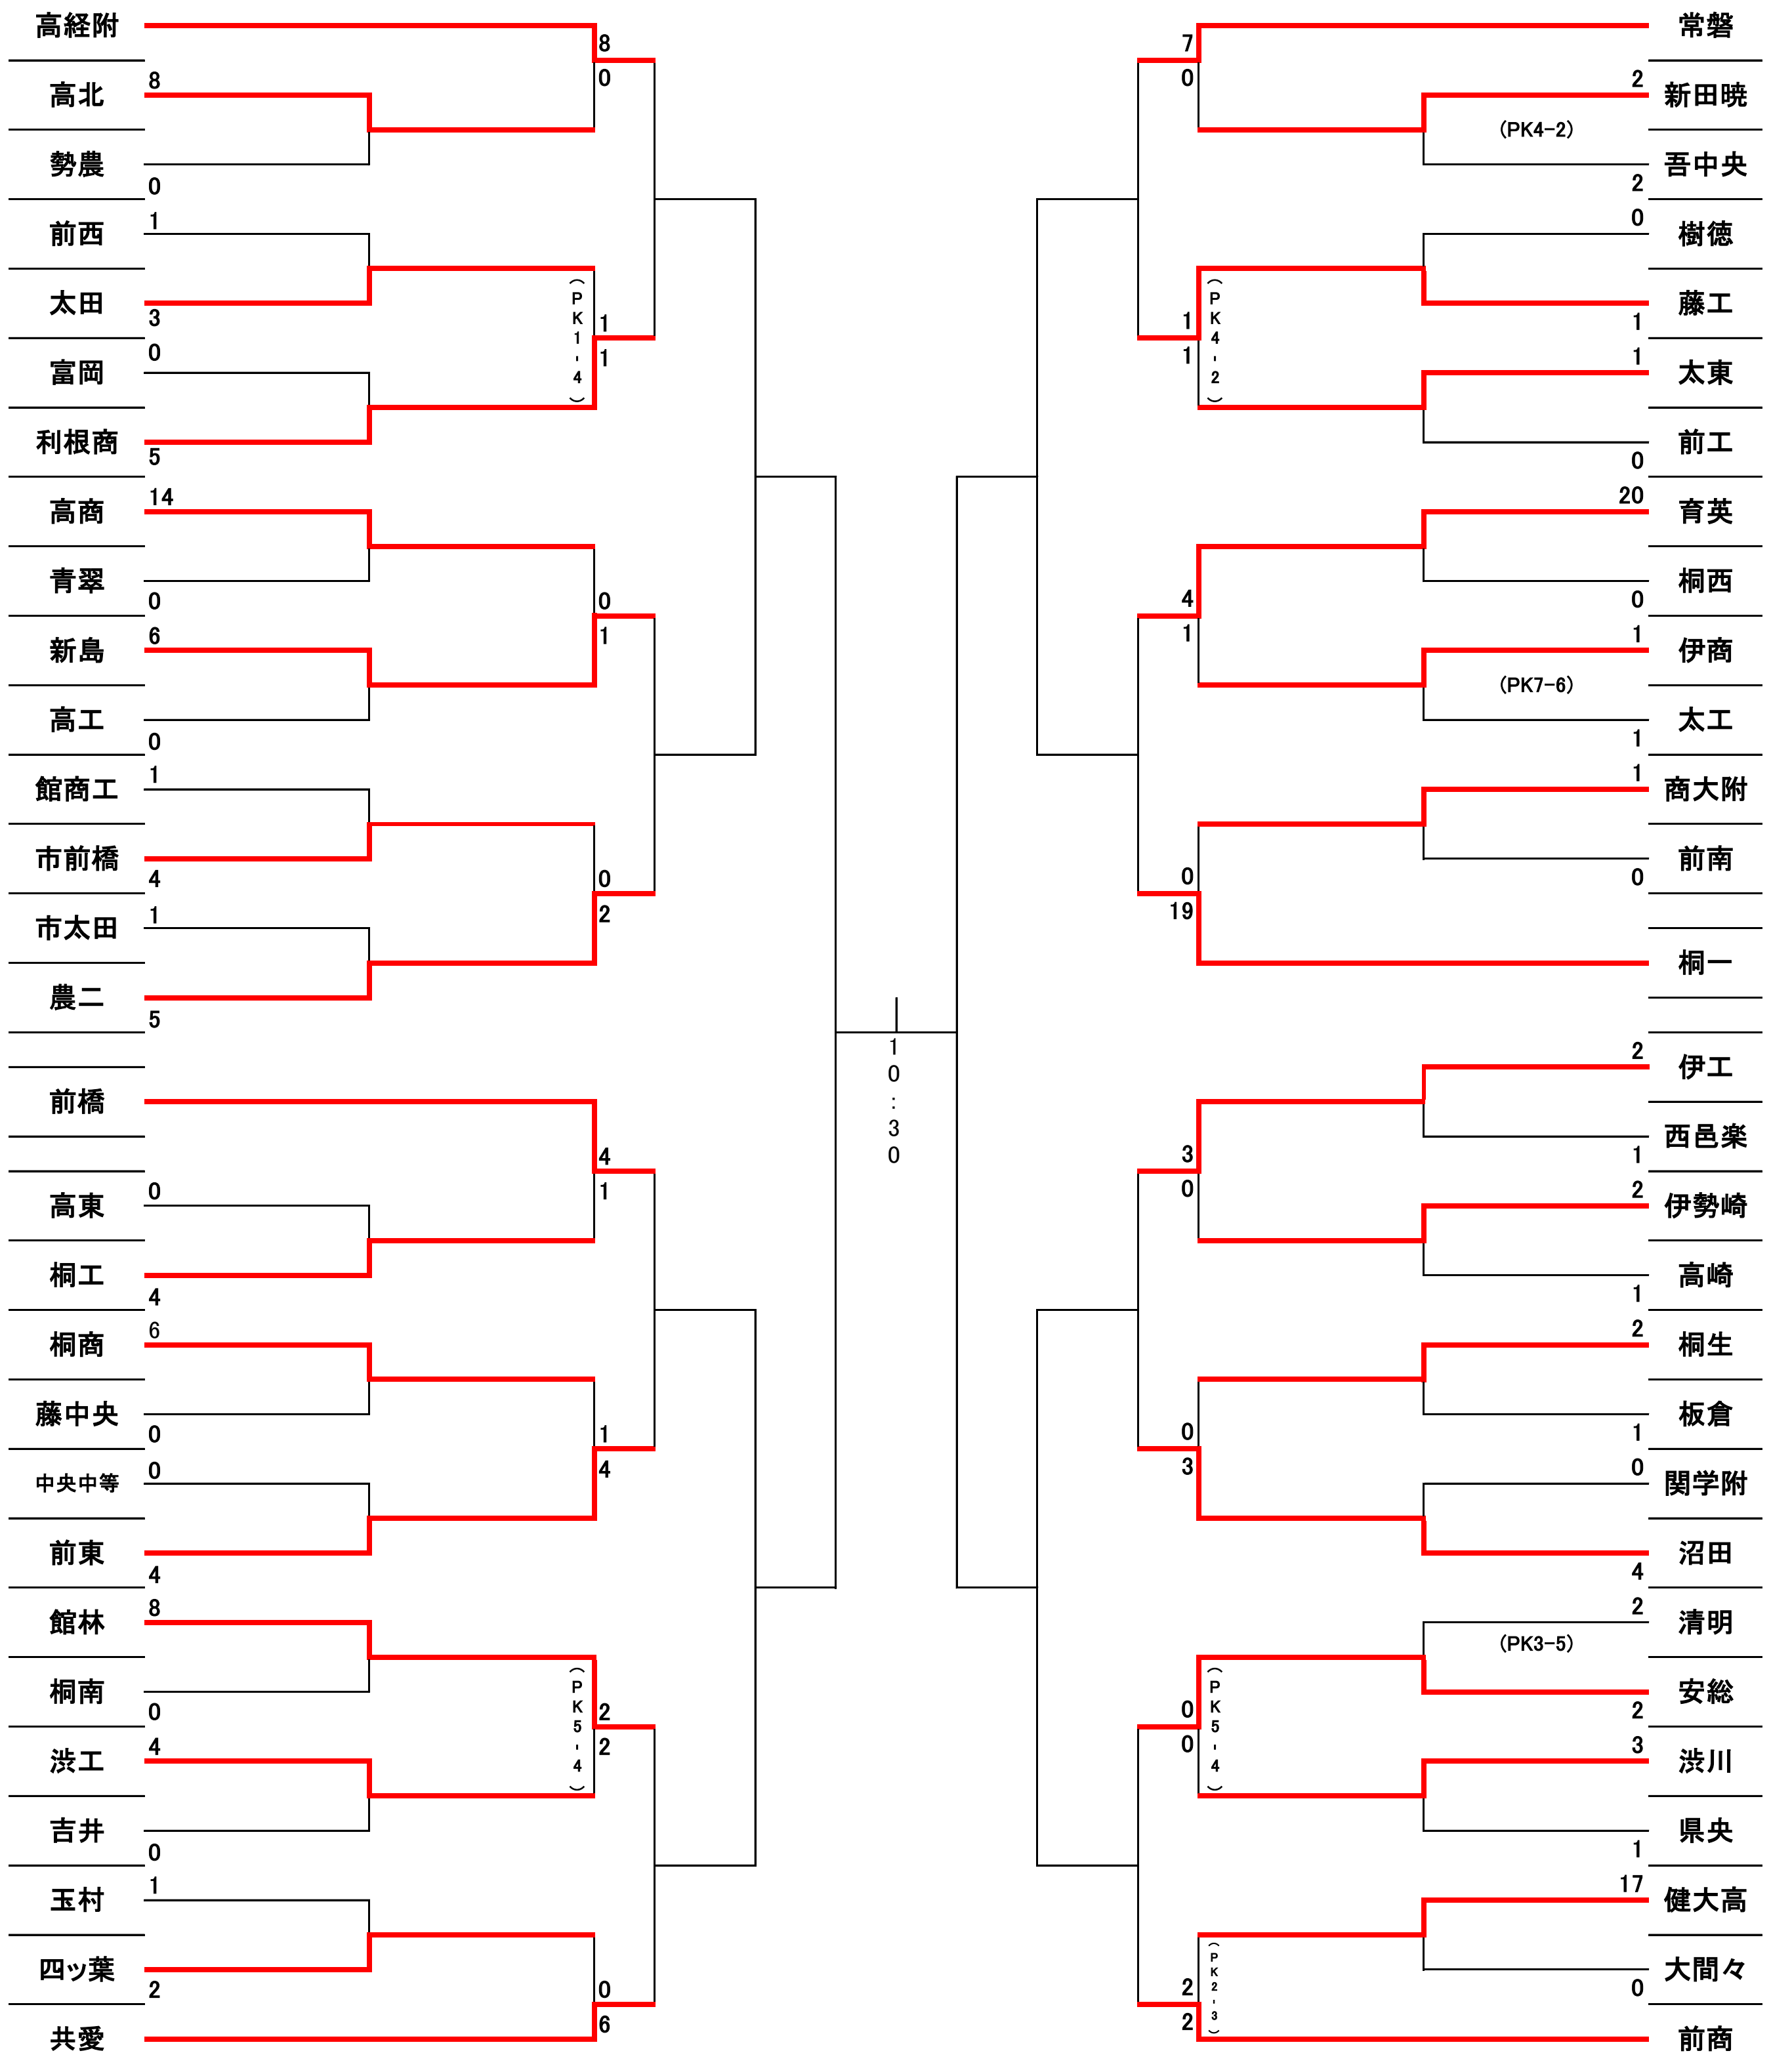 高経附
8
0
高北
8
勢農
0
前西
1
太田
3
(PK1-4)
1
1
富岡
0
利根商
5
高商
14
青翠
0
0
1
新島
6
高工
0
館商工
1
市前橋
4
0
2
市太田
1
農二
5
前橋
4
1
高東
0
桐工
4
桐商
6
藤中央
0
1
4
中央中等
0
前東
4
館林
8
桐南
0
(PK5-4)
2
2
渋工
4
吉井
0
玉村
1
四ッ葉
2
0
6
共愛
10:30
7
0
常磐
2
新田暁
(PK4-2)
吾中央
2
0
樹徳
藤工
1
(PK4-2)
1
1
1
太東
前工
0
20
育英
桐西
0
4
1
1
伊商
(PK7-6)
太工
1
1
商大附
前南
0
0
19
桐一
2
伊工
西邑楽
1
3
0
2
伊勢崎
高崎
1
2
桐生
板倉
1
0
3
0
関学附
沼田
4
2
清明
(PK3-5)
安総
2
(PK5-4)
0
0
3
渋川
県央
1
17
健大高
大間々
0
(PK2-3)
2
2
前商